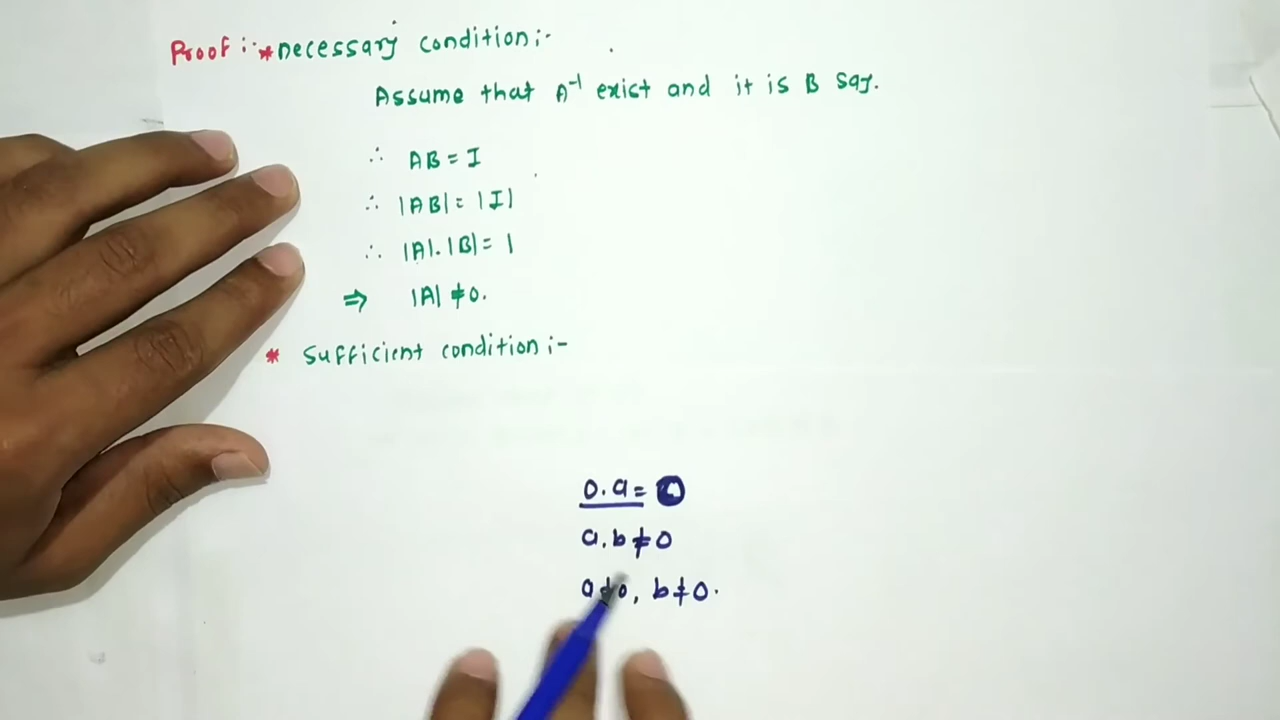 Proof :- * necessary condition :-
Assume that A⁻¹ exist and it is B say.
∴ AB = I
∴ |AB| = |I|
∴ |A|.|B| = 1
⇒ |A| ≠ 0.
* Sufficient condition :-
0.a =
a.b ≠ 0
a ≠ 0, b ≠ 0.